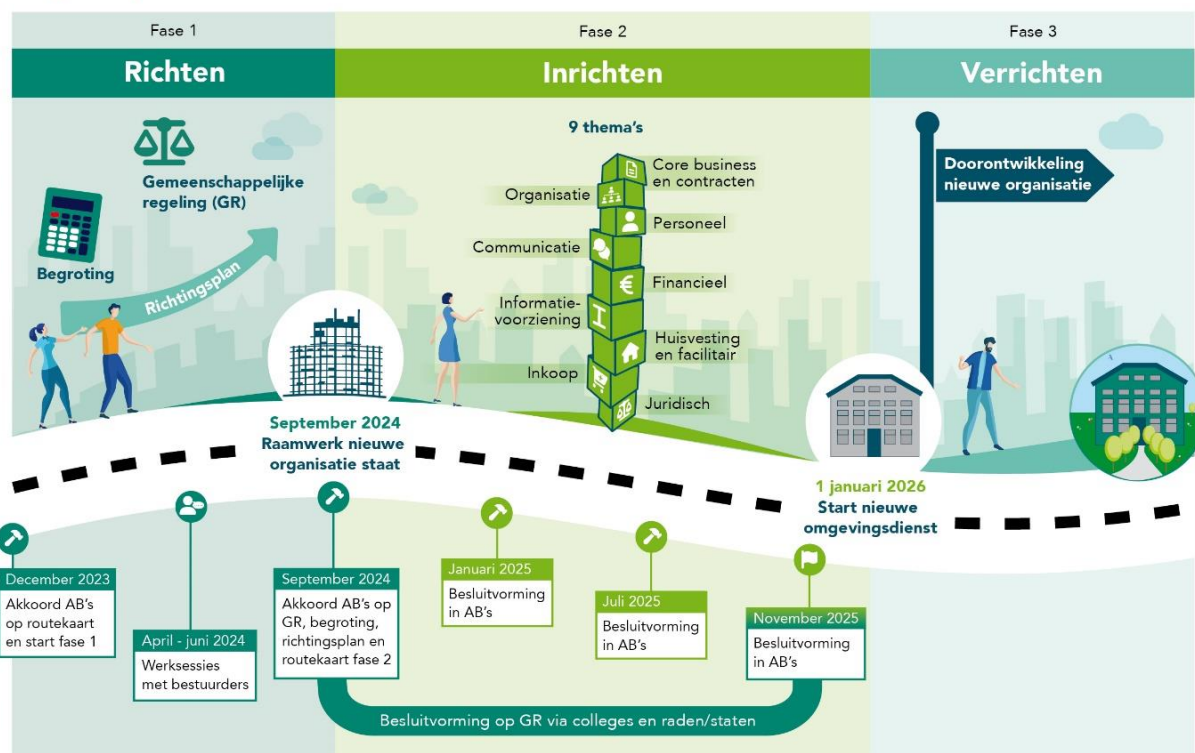 Fase 1
Richten
Gemeenschappelijke
regeling (GR)
Begroting
Richtingsplan
September 2024
Raamwerk nieuwe
organisatie staat
Fase 2
Inrichten
9 thema's
Core business
en contracten
Organisatie
Personeel
Communicatie
Financieel
Informatie-
voorziening
Huisvesting
en facilitair
Inkoop
Juridisch
Fase 3
Verrichten
Doorontwikkeling
nieuwe organisatie
1 januari 2026
Start nieuwe
omgevingsdienst
December 2023
Akkoord AB's
op routekaart
en start fase 1
April - juni 2024
Werksessies
met bestuurders
September 2024
Akkoord AB's op
GR, begroting,
richtingsplan en
routekaart fase 2
Januari 2025
Besluitvorming
in AB's
Juli 2025
Besluitvorming
in AB's
November 2025
Besluitvorming
in AB's
Besluitvorming op GR via colleges en raden/staten